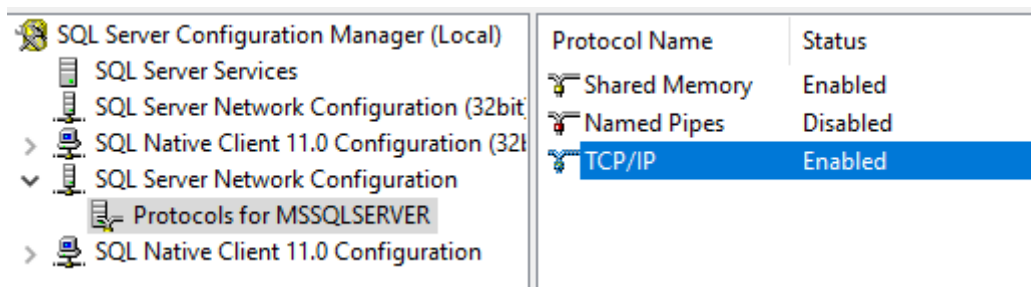 SQL Server Configuration Manager (Local)
SQL Server Services
SQL Server Network Configuration (32bit
SQL Native Client 11.0 Configuration (32
SQL Server Network Configuration
Protocols for MSSQLSERVER
SQL Native Client 11.0 Configuration
Protocol Name Status
Shared Memory Enabled
Named Pipes Disabled
TCP/IP Enabled